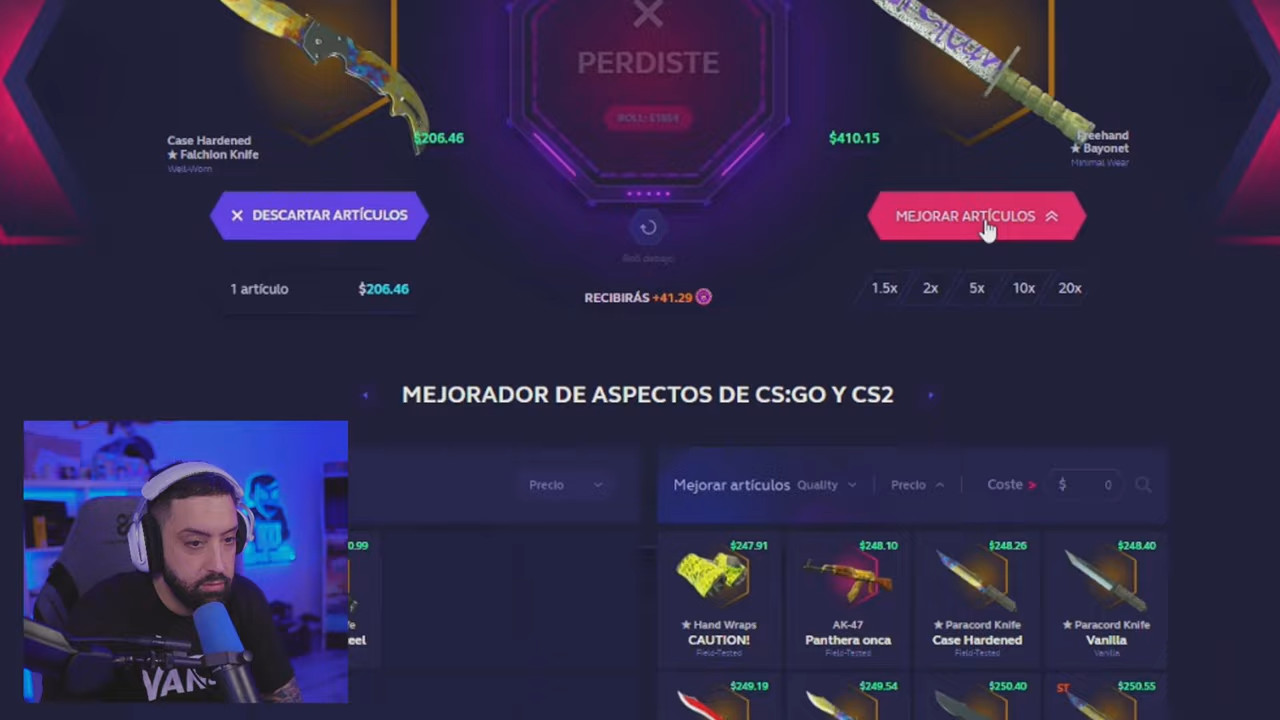 PERDISTE
Case Hardened
★ Falchion Knife
Well-Worn
$206.46
$410.15
Freehand
★ Bayonet
Minimal Wear
DESCARTAR ARTÍCULOS
MEJORAR ARTÍCULOS
1 artículo $206.46
RECIBIRÁS +41.29
1.5x 2x 5x 10x 20x
MEJORADOR DE ASPECTOS DE CS:GO Y CS2
Precio
Mejorar artículos Quality Precio Coste > $ 0
0.99
eel
$247.91
★ Hand Wraps
CAUTION!
Field-Tested
$248.10
AK-47
Panthera onca
Field-Tested
$248.26
★ Paracord Knife
Case Hardened
Field-Tested
$248.40
★ Paracord Knife
Vanilla
Vanilla
$249.19
$249.54
$250.40
ST $250.55
VAN